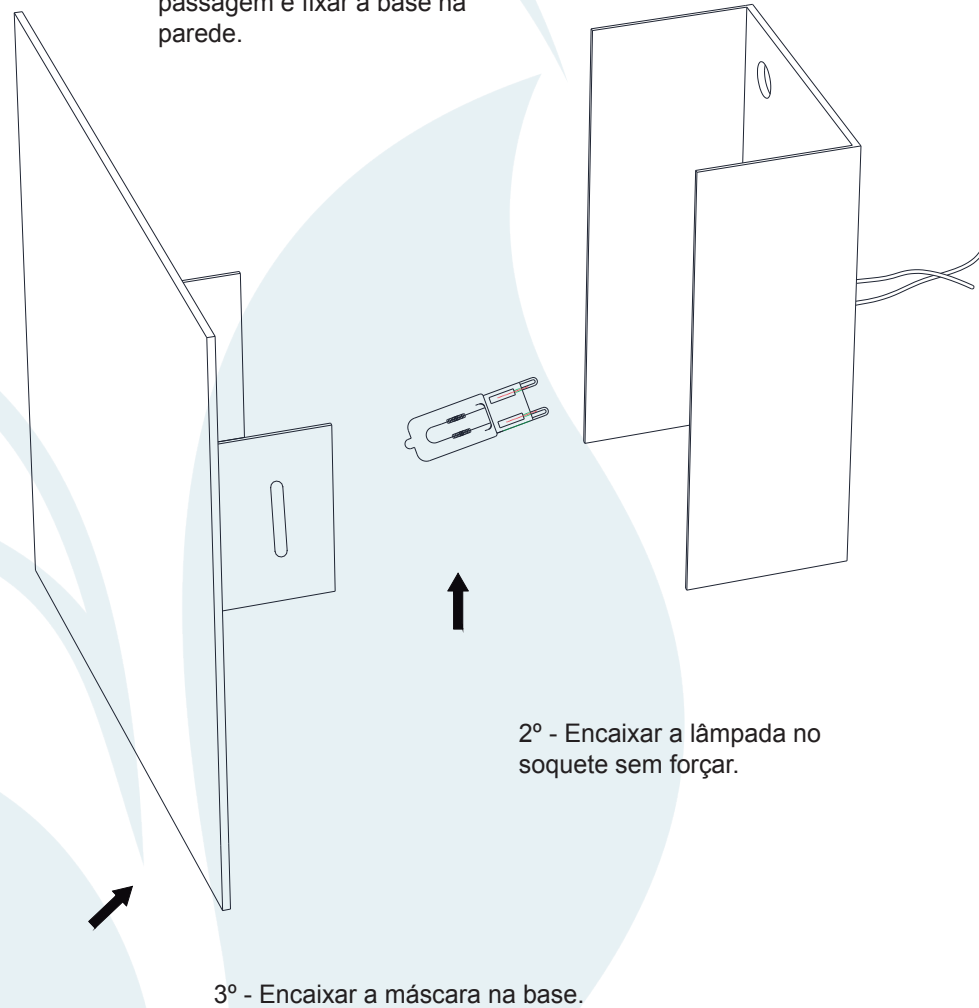 passagem e fixar a base na
parede.
2º - Encaixar a lâmpada no
soquete sem forçar.
3º - Encaixar a máscara na base.